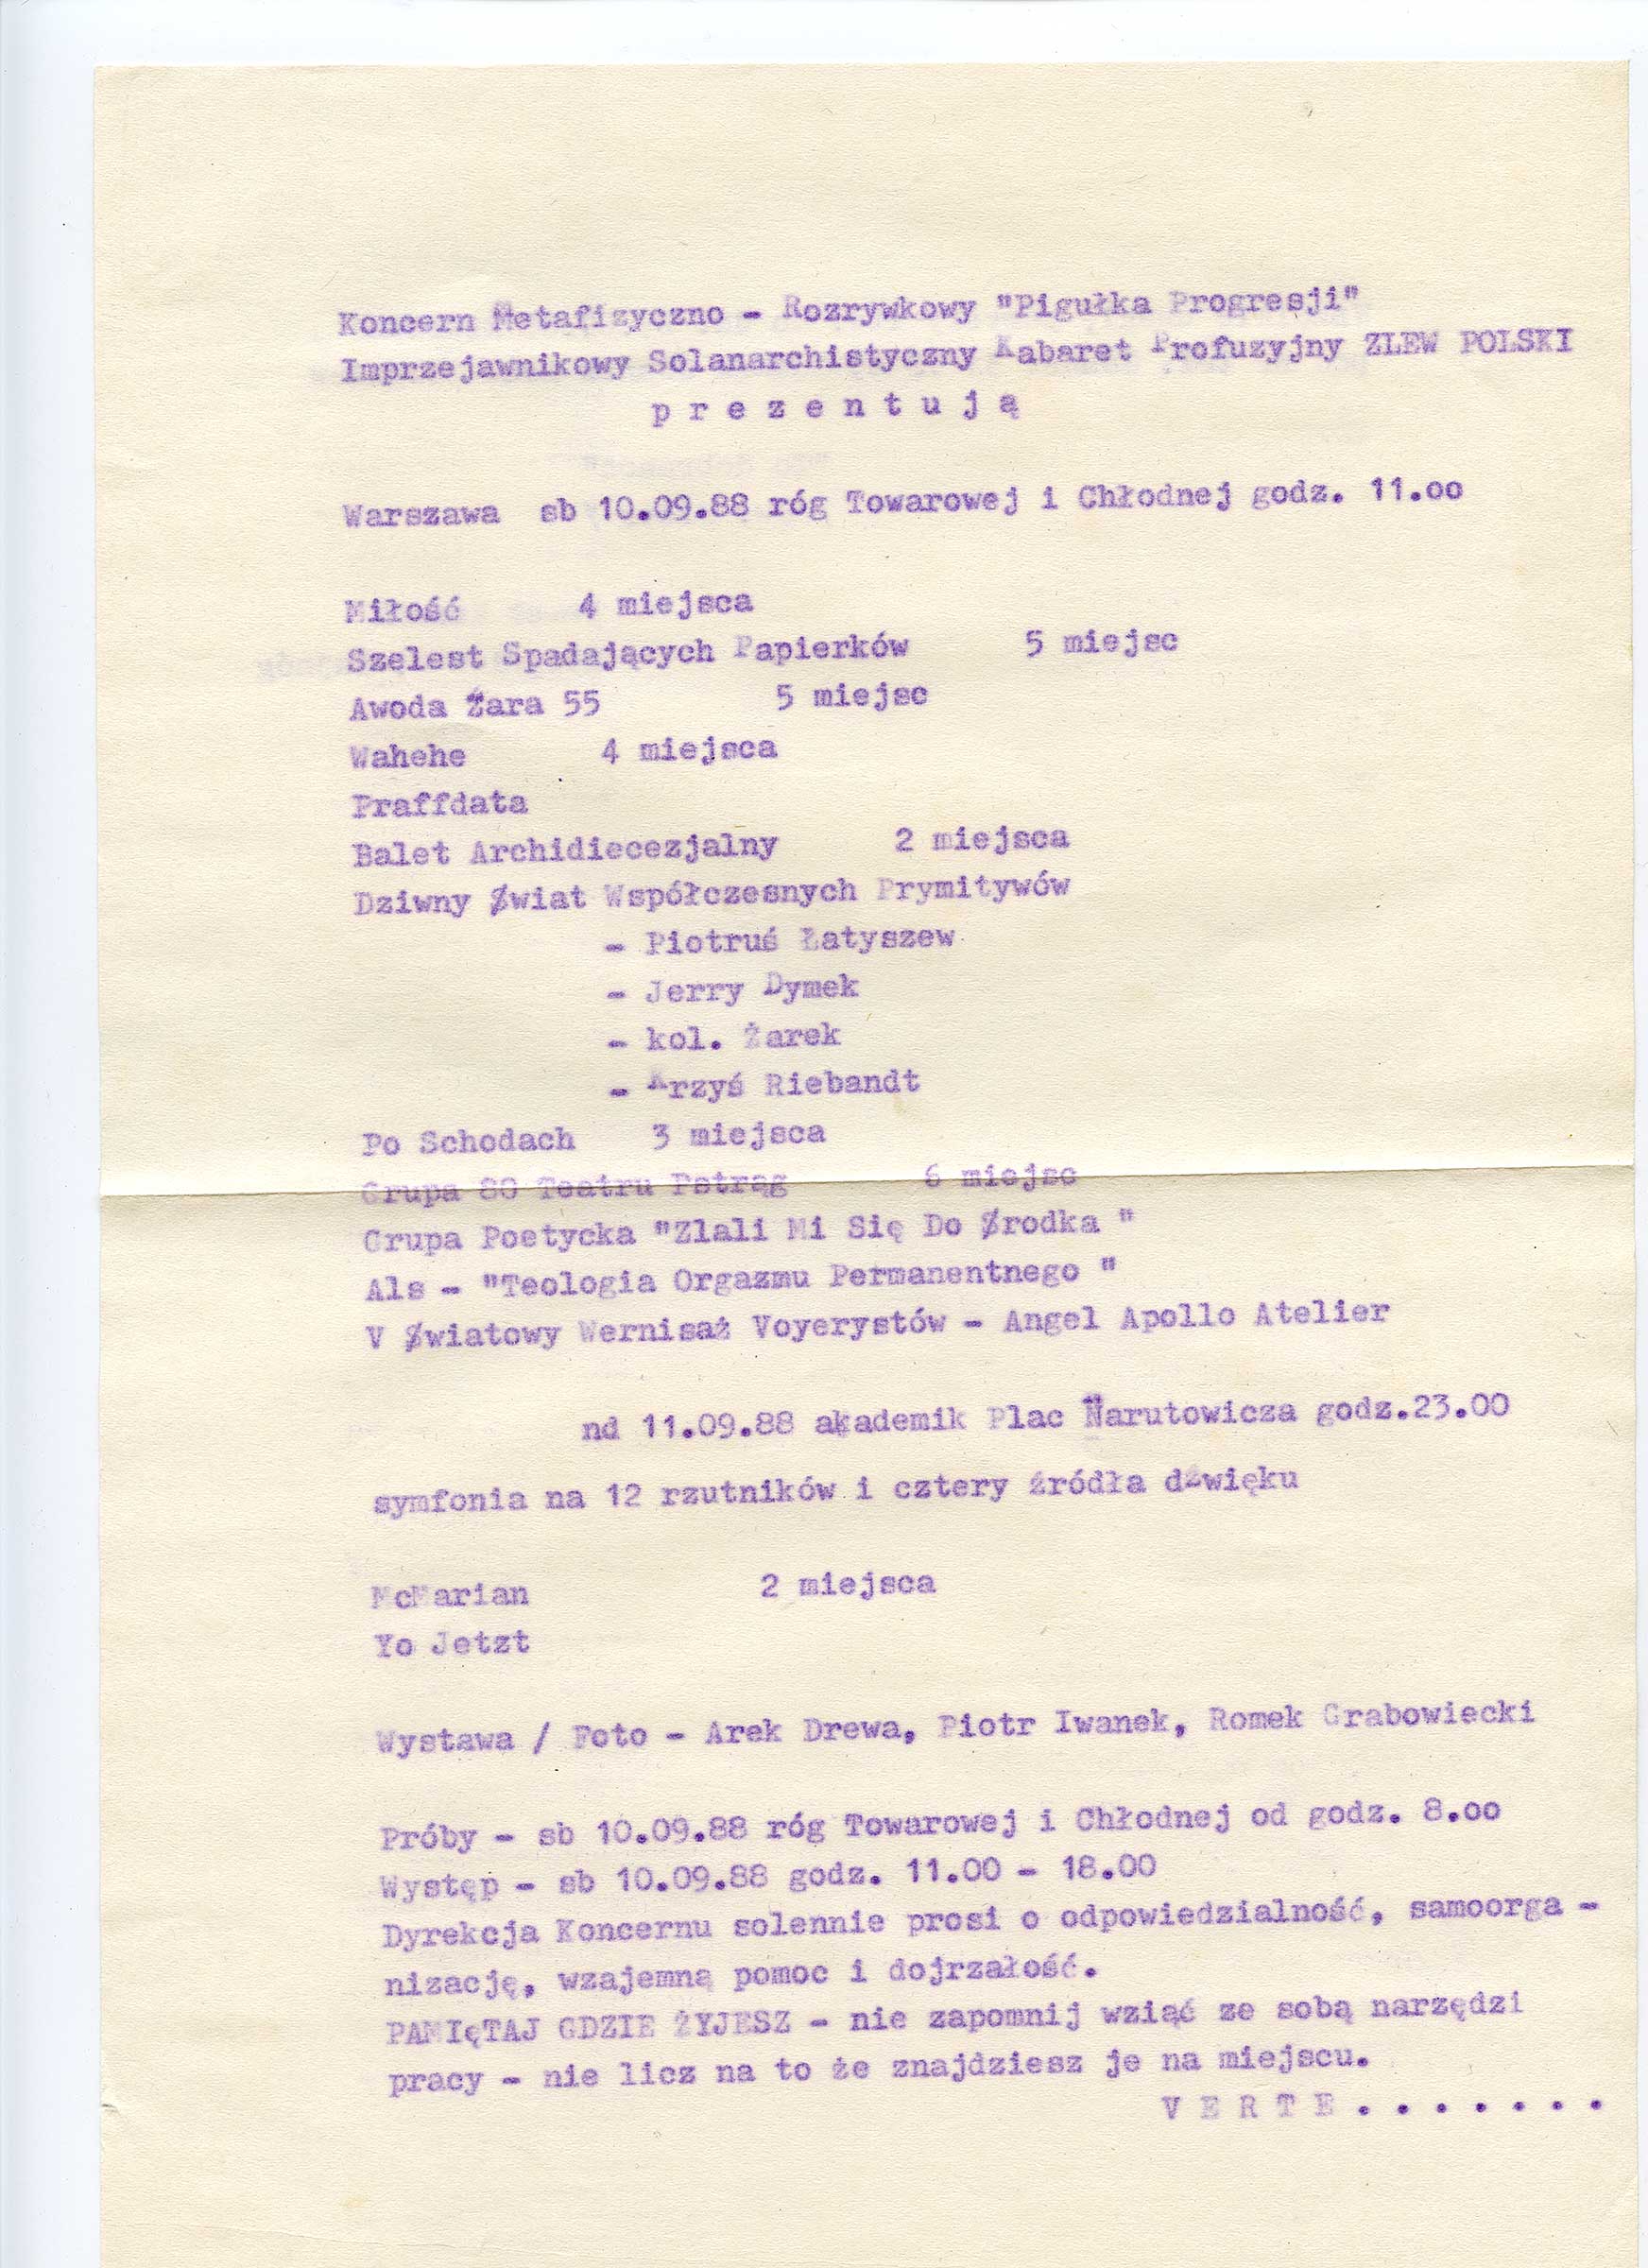 Koncern Metafizyczno - Rozrywkowy "Pigułka Progresji"
Imprzejawnikowy Solanarchistyczny Kabaret Profuzyjny ZLEW POLSKI
p r e z e n t u j ą
Warszawa sb 10.09.88 róg Towarowej i Chłodnej godz. 11.oo
Miłość 4 miejsca
Szelest Spadających Papierków 5 miejsc
Awoda Żara 55 5 miejsc
Wahehe 4 miejsca
Praffdata
Balet Archidiecezjalny 2 miejsca
Dziwny Świat Współczesnych Prymitywów
- Piotruś Łatyszew
- Jerry Dymek
- kol. Żarek
- Krzyś Riebandt
Po Schodach 3 miejsca
Grupa 80 Teatru Pstrąg 6 miejsc
Grupa Poetycka "Zlali Mi Się Do Środka "
Als - "Teologia Orgazmu Permanentnego "
V Światowy Wernisaż Voyerystów - Angel Apollo Atelier
nd 11.09.88 akademik Plac Narutowicza godz.23.00
symfonia na 12 rzutników i cztery źródła dźwięku
McMarian 2 miejsca
Yo Jetzt
Wystawa / Foto - Arek Drewa, Piotr Iwanek, Romek Grabowiecki
Próby - sb 10.09.88 róg Towarowej i Chłodnej od godz. 8.oo
Występ - sb 10.09.88 godz. 11.00 - 18.00
Dyrekcja Koncernu solennie prosi o odpowiedzialność, samoorga -
nizację, wzajemną pomoc i dojrzałość.
PAMIęTAJ GDZIE ŻYJESZ - nie zapomnij wziąć ze sobą narzędzi
pracy - nie licz na to że znajdziesz je na miejscu.
V E R T E . . . . . . .